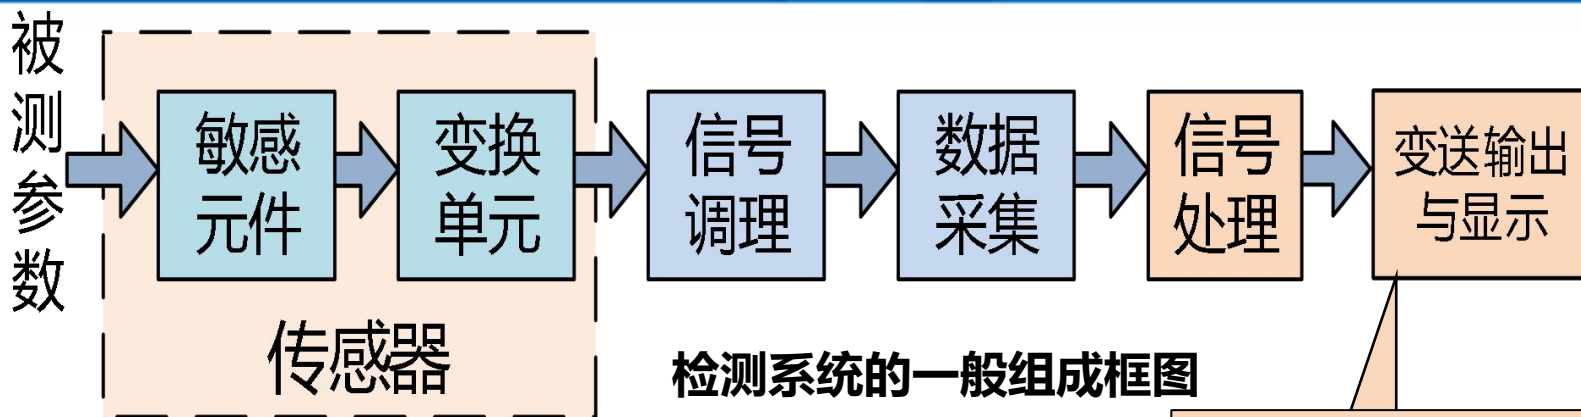 被测参数
敏感
元件
变换
单元
传感器
信号
调理
数据
采集
信号
处理
变送输出
与显示
检测系统的一般组成框图